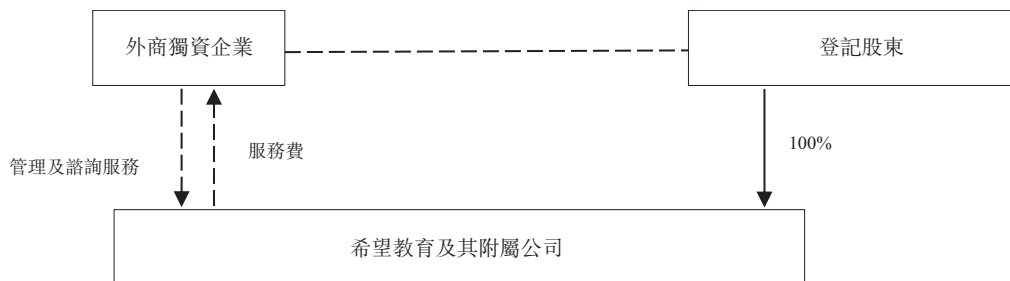 外商獨資企業
登記股東
服務費
100%
管理及諮詢服務
希望教育及其附屬公司